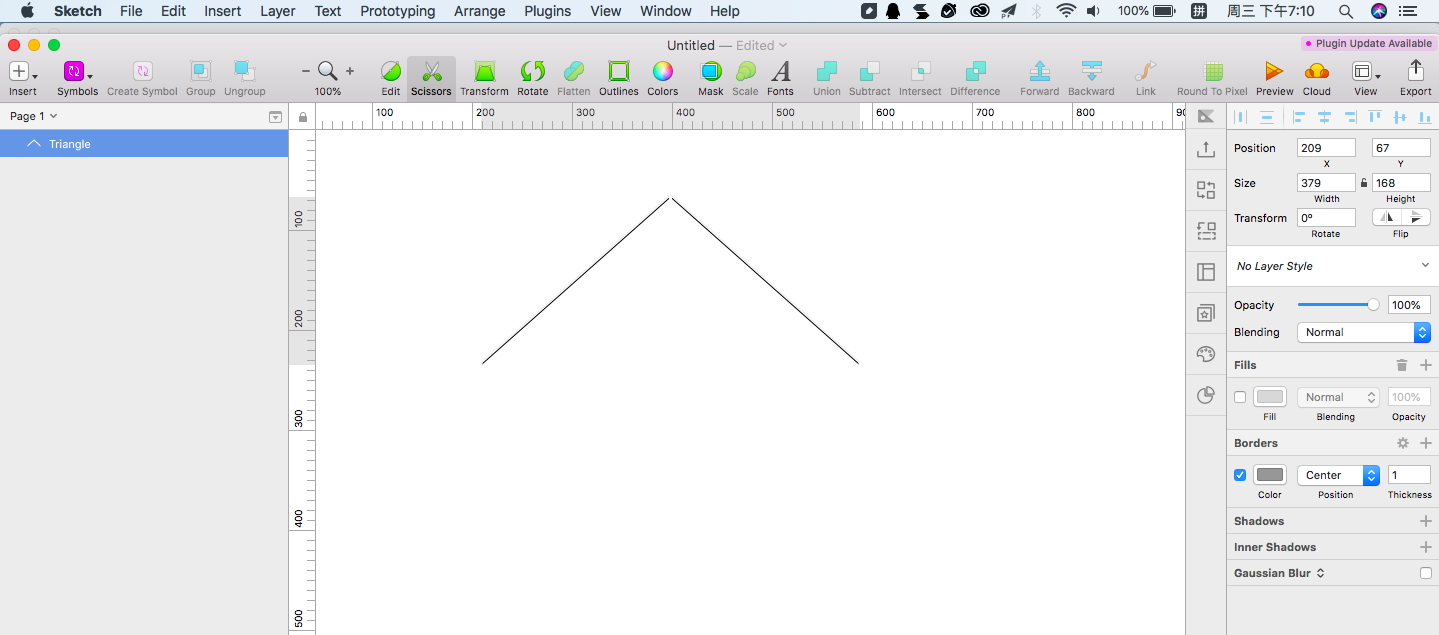 Sketch File Edit Insert Layer Text Prototyping Arrange Plugins View Window Help 100% 拼 周三 下午7:10
Untitled — Edited
Plugin Update Available
Insert Symbols Create Symbol Group Ungroup 100% Edit Scissors Transform Rotate Flatten Outlines Colors Mask Scale Fonts Union Subtract Intersect Difference Forward Backward Link Round To Pixel Preview Cloud View Export
Page 1
100 200 300 400 500 600 700 800
Triangle
100
200
300
400
500
Position 209 67
X Y
Size 379 168
Width Height
Transform 0º
Rotate Flip
No Layer Style
Opacity 100%
Blending Normal
Fills
Normal 100%
Fill Blending Opacity
Borders
Center 1
Color Position Thickness
Shadows
Inner Shadows
Gaussian Blur